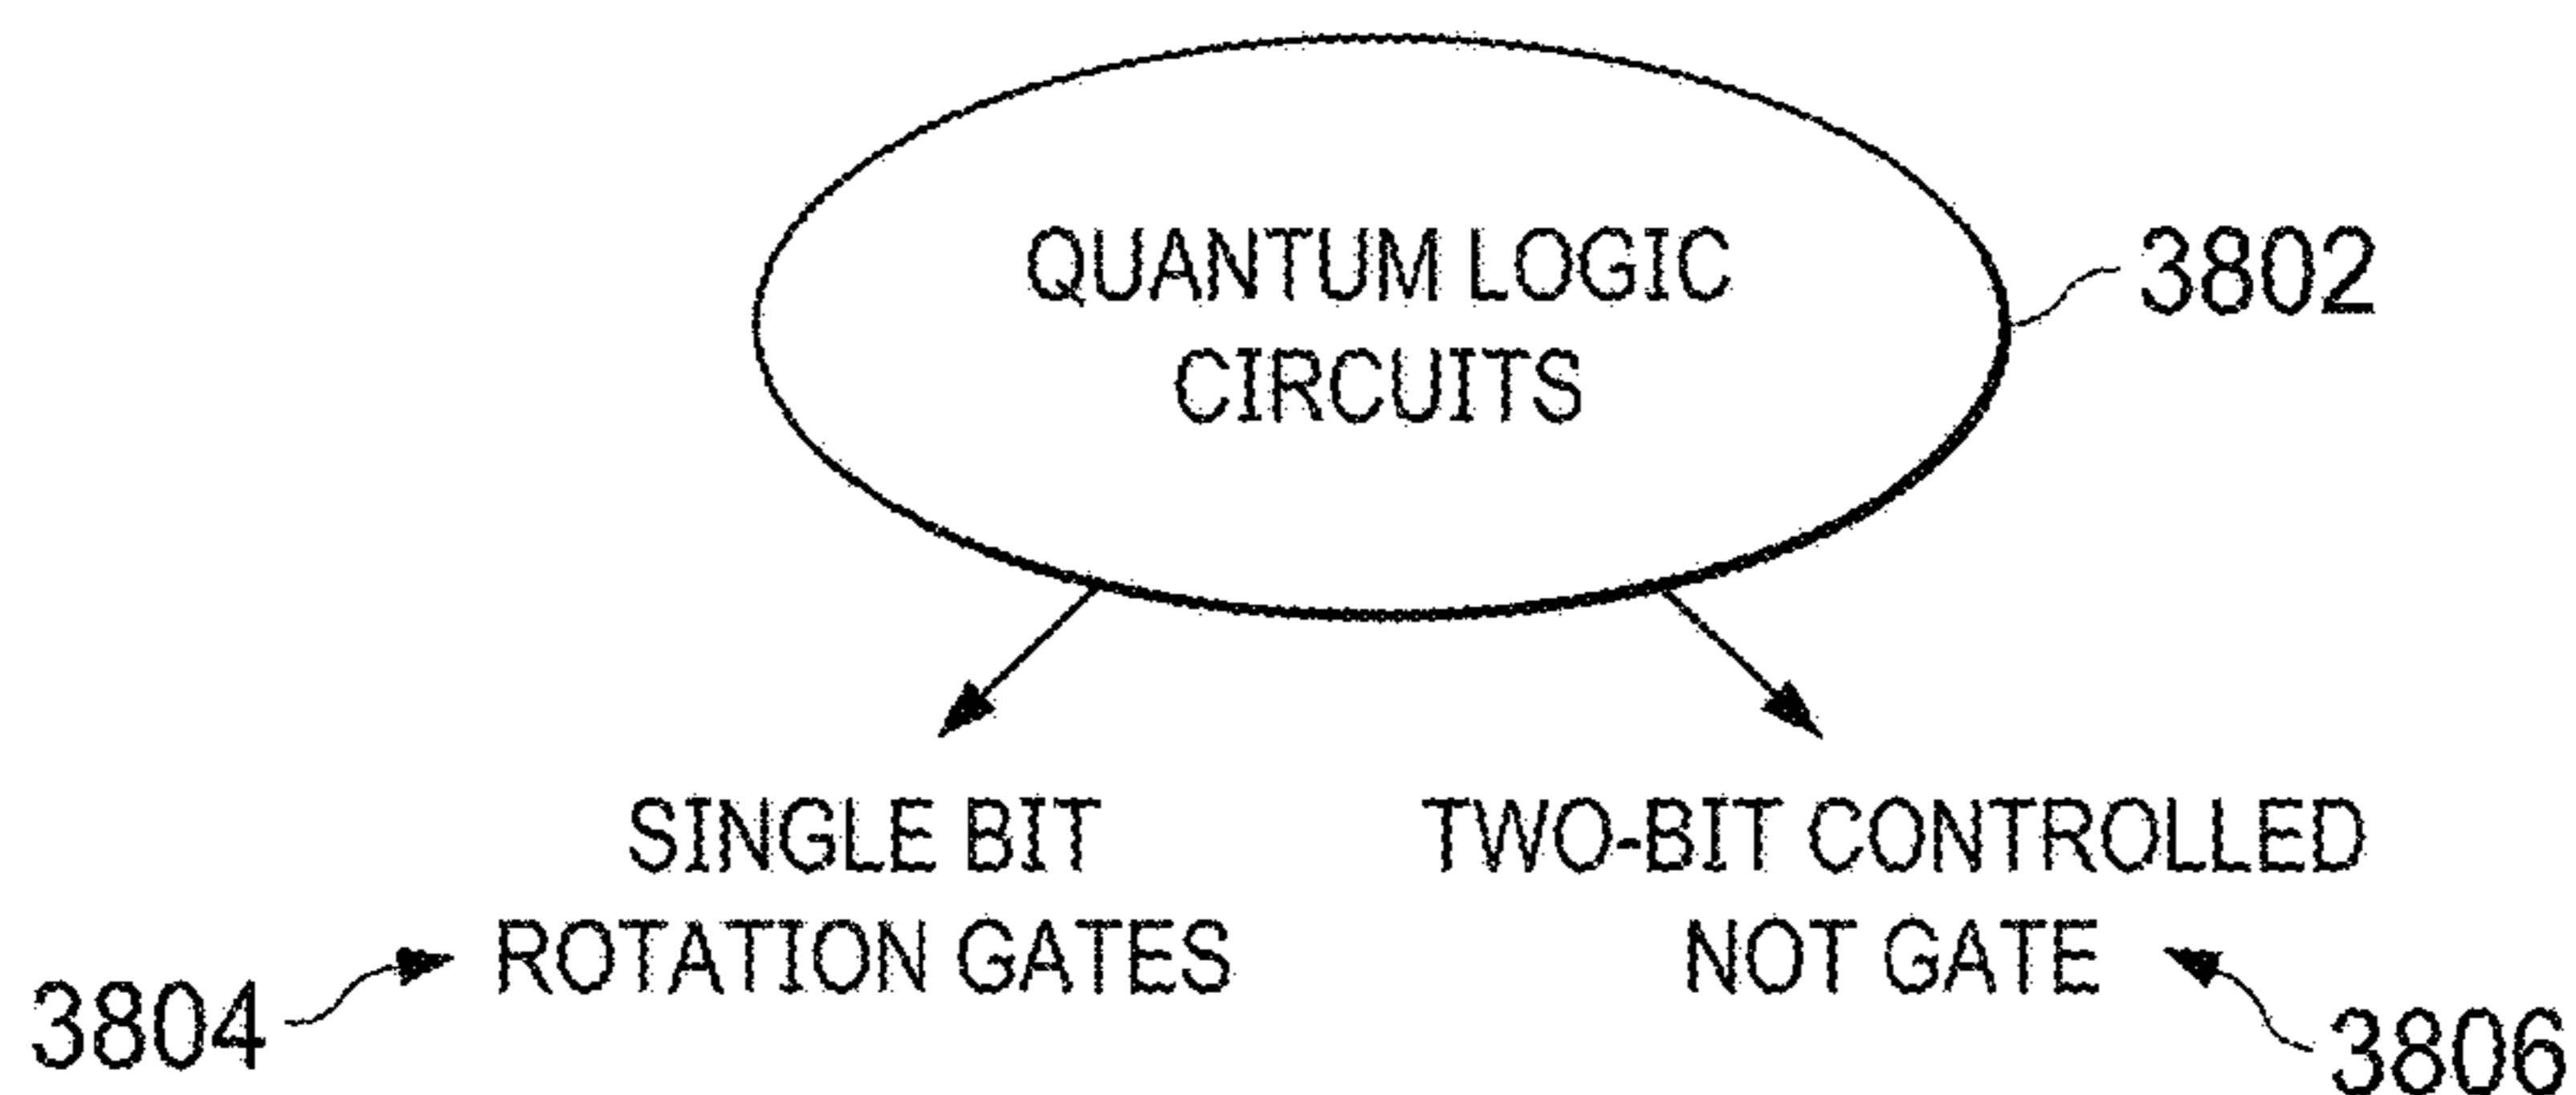 QUANTUM LOGIC
CIRCUITS
3802
SINGLE BIT
ROTATION GATES
3804
TWO-BIT CONTROLLED
NOT GATE
3806